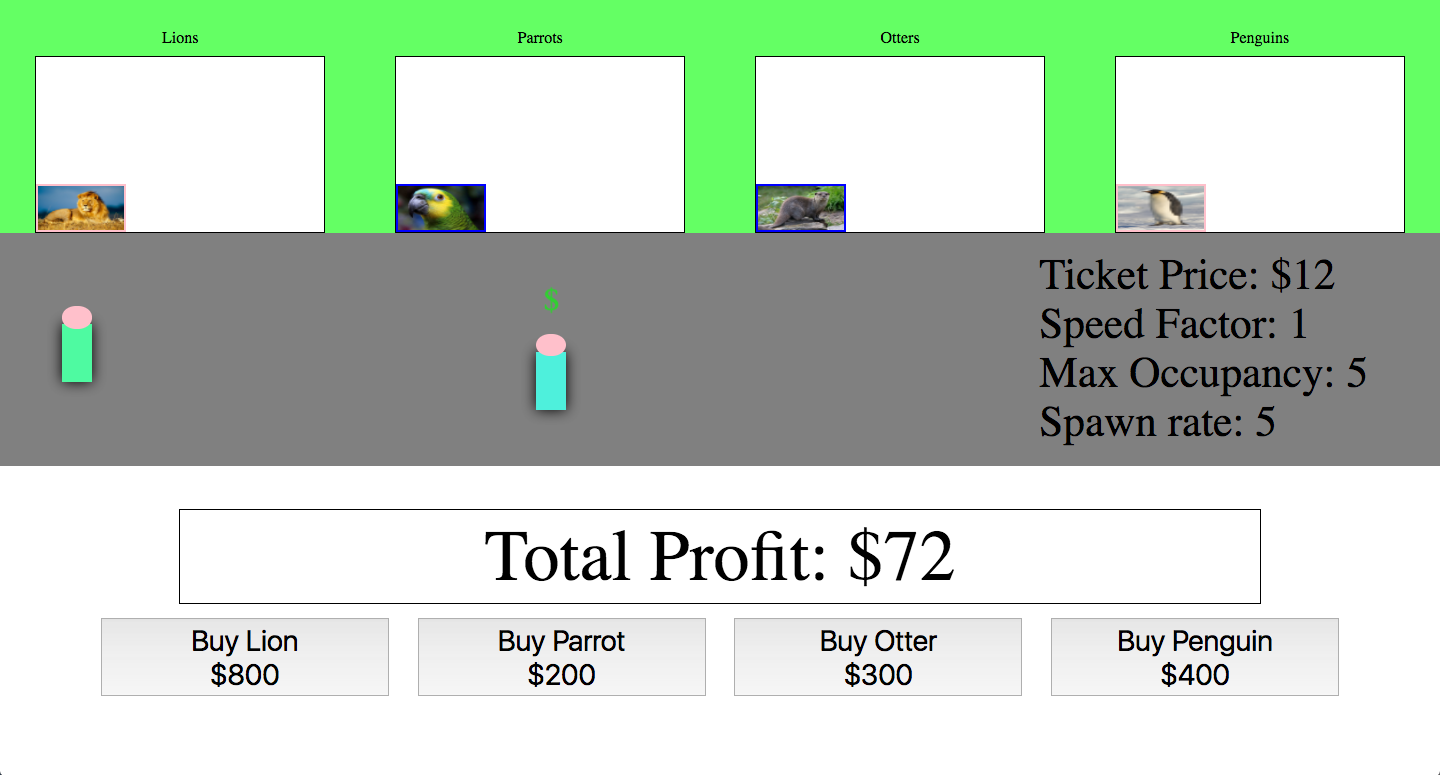 Lions
Parrots
Otters
Penguins
$
Ticket Price: $12
Speed Factor: 1
Max Occupancy: 5
Spawn rate: 5
Total Profit: $72
Buy Lion
$800
Buy Parrot
$200
Buy Otter
$300
Buy Penguin
$400